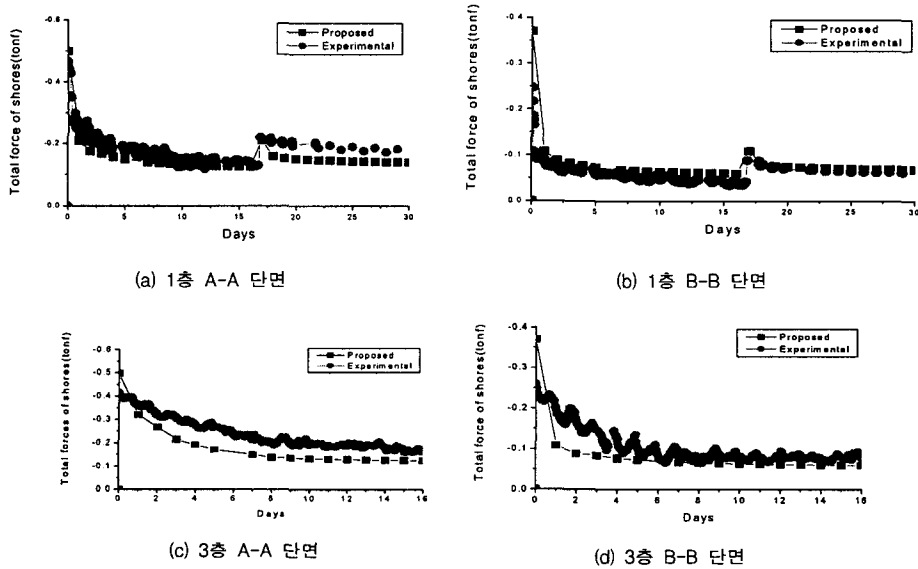 -0.6
-0.4
-0.2
0.0
Total force of shores(tonf)
Proposed
Experimental
0 5 10 15 20 25 30
Days
(a) 1층 A-A 단면
-0.4
-0.3
-0.2
-0.1
0.0
Total force of shores(tonf)
Proposed
Experimental
0 5 10 15 20 25 30
Days
(b) 1층 B-B 단면
-0.6
-0.5
-0.4
-0.3
-0.2
-0.1
0.0
Total forces of shores(tonf)
Proposed
Experimental
0 2 4 6 8 10 12 14 16
Days
(c) 3층 A-A 단면
-0.4
-0.3
-0.2
-0.1
0.0
Total force of shores(tonf)
Proposed
Experimental
0 2 4 6 8 10 12 14 16
Days
(d) 3층 B-B 단면